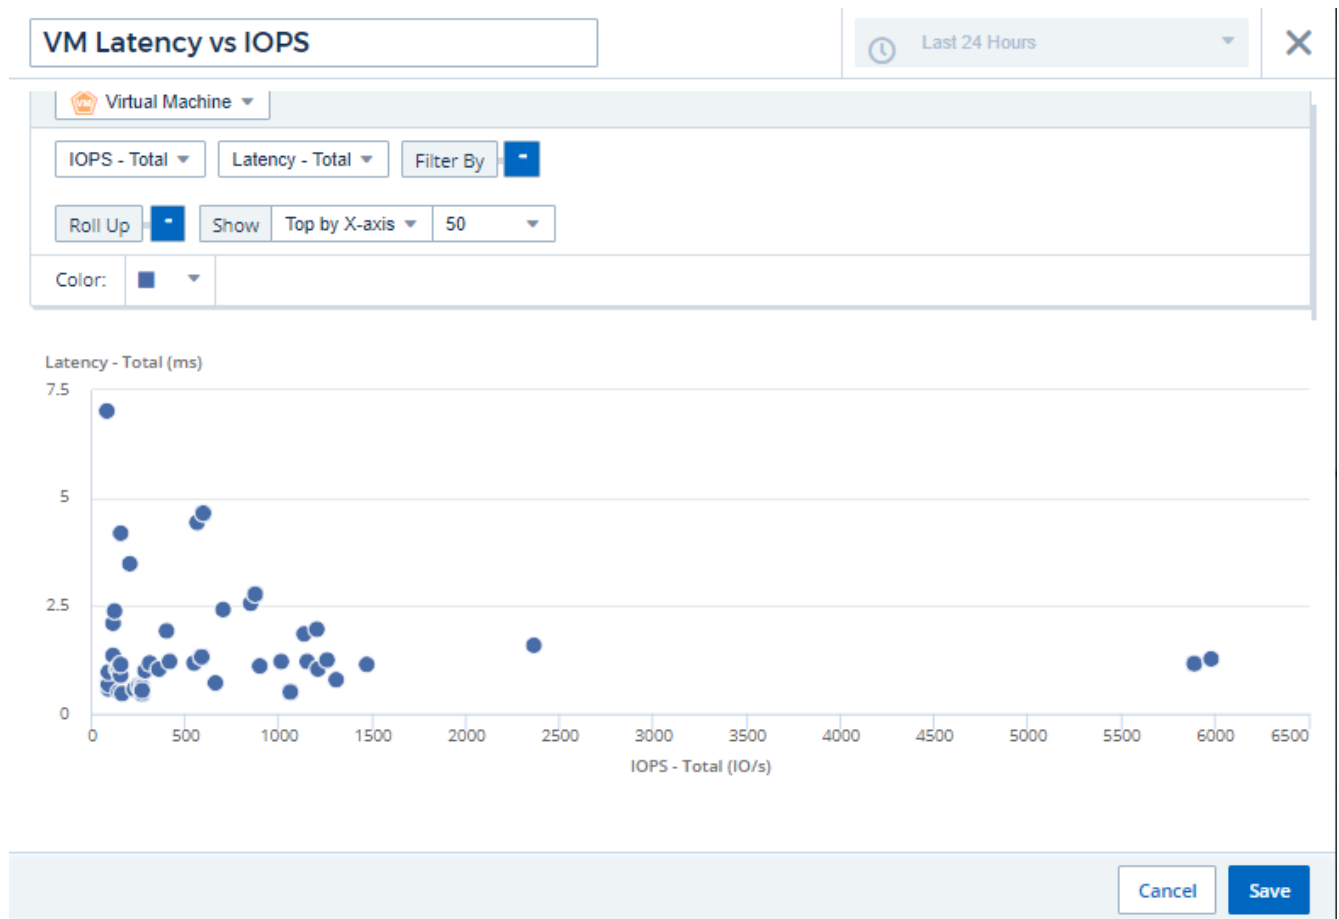 VM Latency vs IOPS
Last 24 Hours
VM Virtual Machine
IOPS - Total Latency - Total Filter By -
Roll Up - Show Top by X-axis 50
Color:
Latency - Total (ms)
7.5
5
2.5
0
0 500 1000 1500 2000 2500 3000 3500 4000 4500 5000 5500 6000 6500
IOPS - Total (IO/s)
Cancel Save